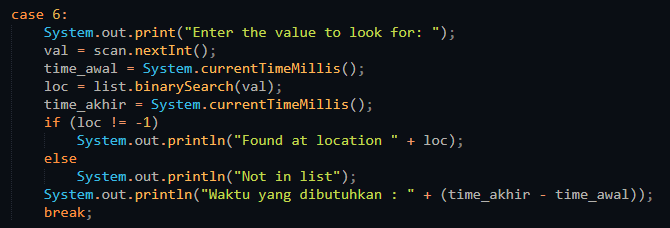 case 6:
    System.out.print("Enter the value to look for: ");
    val = scan.nextInt();
    time_awal = System.currentTimeMillis();
    loc = list.binarySearch(val);
    time_akhir = System.currentTimeMillis();
    if (loc != -1)
        System.out.println("Found at location " + loc);
    else
        System.out.println("Not in list");
    System.out.println("Waktu yang dibutuhkan : " + (time_akhir - time_awal));
    break;